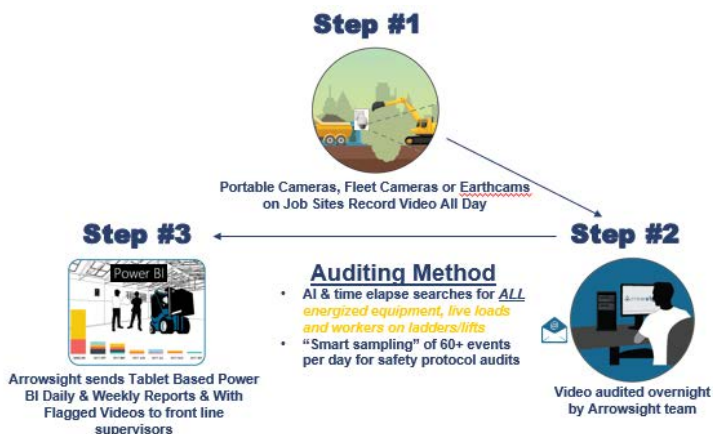 Step #1
Portable Cameras, Fleet Cameras or Earthcams
on Job Sites Record Video All Day
Step #3
Step #2
Power BI
Auditing Method
• AI & time elapse searches for ALL
energized equipment, live loads
and workers on ladders/lifts
• “Smart sampling” of 60+ events
per day for safety protocol audits
Arrowsight sends Tablet Based Power
BI Daily & Weekly Reports & With
Flagged Videos to front line
supervisors
Video audited overnight
by Arrowsight team